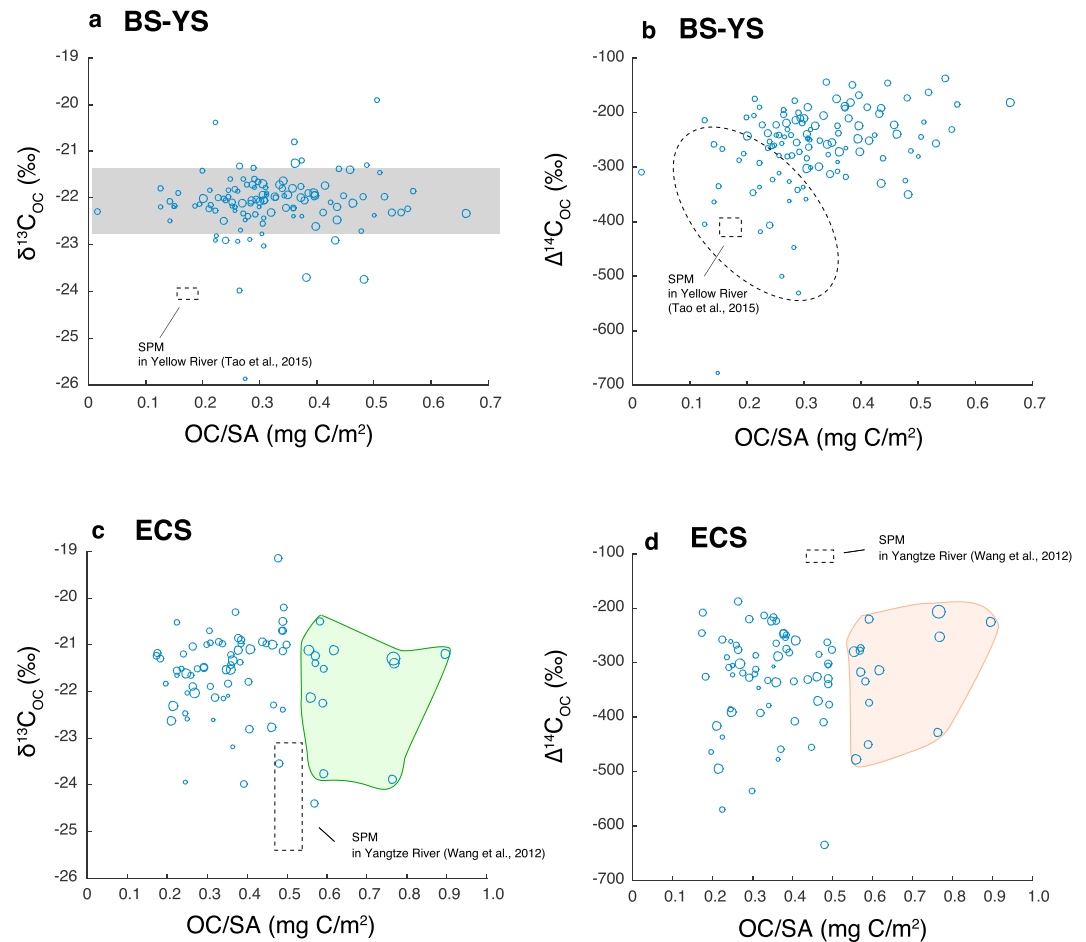 a BS-YS
-19
-20
-21
-22
-23
-24
-25
-26
δ¹³C_OC (‰)
SPM
in Yellow River (Tao et al., 2015)
0 0.1 0.2 0.3 0.4 0.5 0.6 0.7
OC/SA (mg C/m²)
b BS-YS
-100
-200
-300
-400
-500
-600
-700
Δ¹⁴C_OC (‰)
SPM
in Yellow River
(Tao et al., 2015)
0 0.1 0.2 0.3 0.4 0.5 0.6 0.7
OC/SA (mg C/m²)
c ECS
-19
-20
-21
-22
-23
-24
-25
-26
δ¹³C_OC (‰)
SPM
in Yangtze River (Wang et al., 2012)
0 0.1 0.2 0.3 0.4 0.5 0.6 0.7 0.8 0.9 1.0
OC/SA (mg C/m²)
d ECS
SPM
in Yangtze River (Wang et al., 2012)
-100
-200
-300
-400
-500
-600
-700
Δ¹⁴C_OC (‰)
0 0.1 0.2 0.3 0.4 0.5 0.6 0.7 0.8 0.9 1.0
OC/SA (mg C/m²)